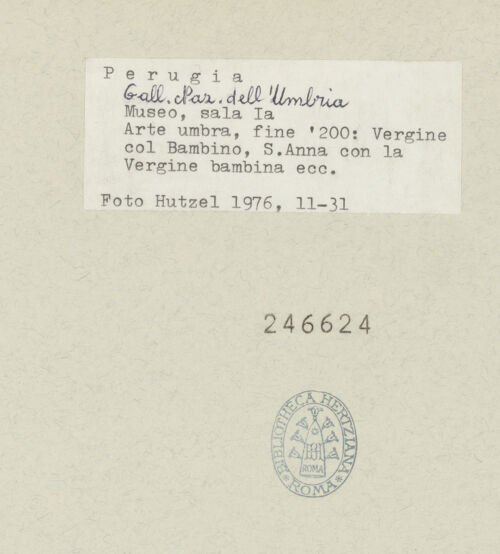 P e r u g i a
Gall. Naz. dell'Umbria
Museo, sala Ia
Arte umbra, fine '200: Vergine
col Bambino, S.Anna con la
Vergine bambina ecc.
Foto Hutzel 1976, 11-31
246624
BIBLIOTHECA HERTZIANA
BH
ROMA
* ROMA *